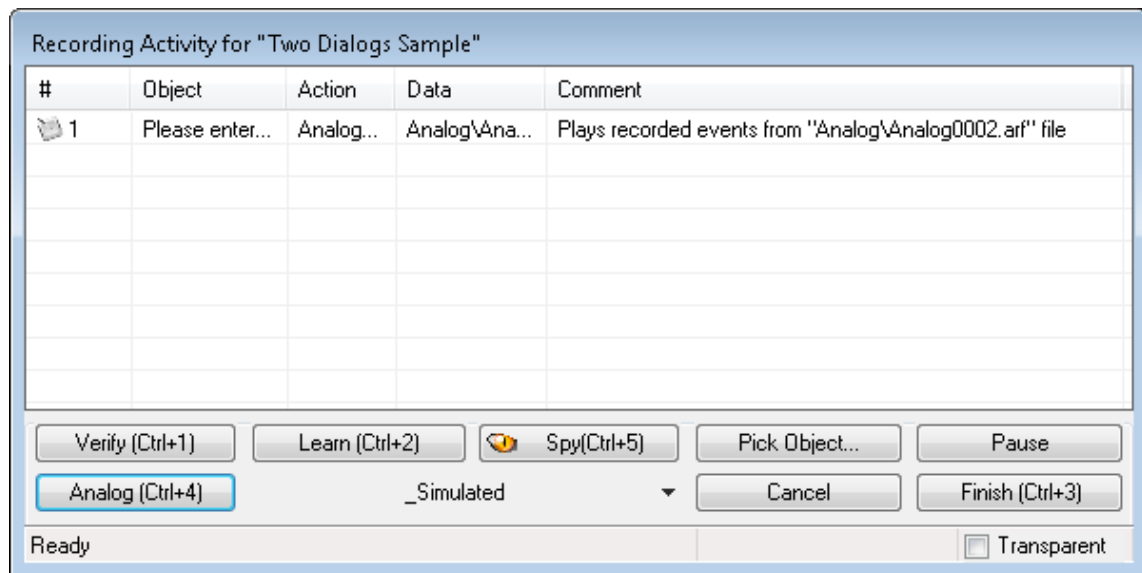 Recording Activity for "Two Dialogs Sample"
# Object Action Data Comment
1 Please enter... Analog... Analog\Ana... Plays recorded events from "Analog\Analog0002.arf" file
Verify (Ctrl+1) Learn (Ctrl+2) Spy(Ctrl+5) Pick Object... Pause
Analog (Ctrl+4) _Simulated Cancel Finish (Ctrl+3)
Ready Transparent